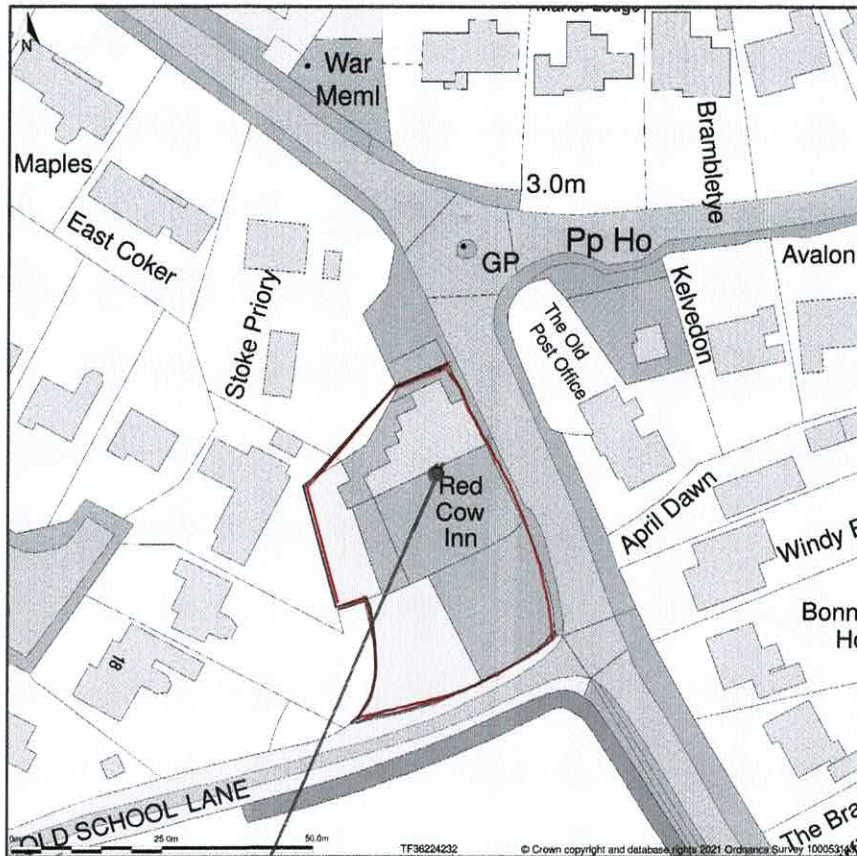 N
War
Meml
Brambletye
Maples
3.0m
East Coker
Pp Ho
GP
Avalon
Stoke Priory
Kelvedon
The Old
Post Office
Red
Cow
Inn
April Dawn
Windy
Bonn
18
OLD SCHOOL LANE
The Bra
0m
25.0m
50.0m
TF36224232
© Crown copyright and database rights 2021 Ordnance Survey